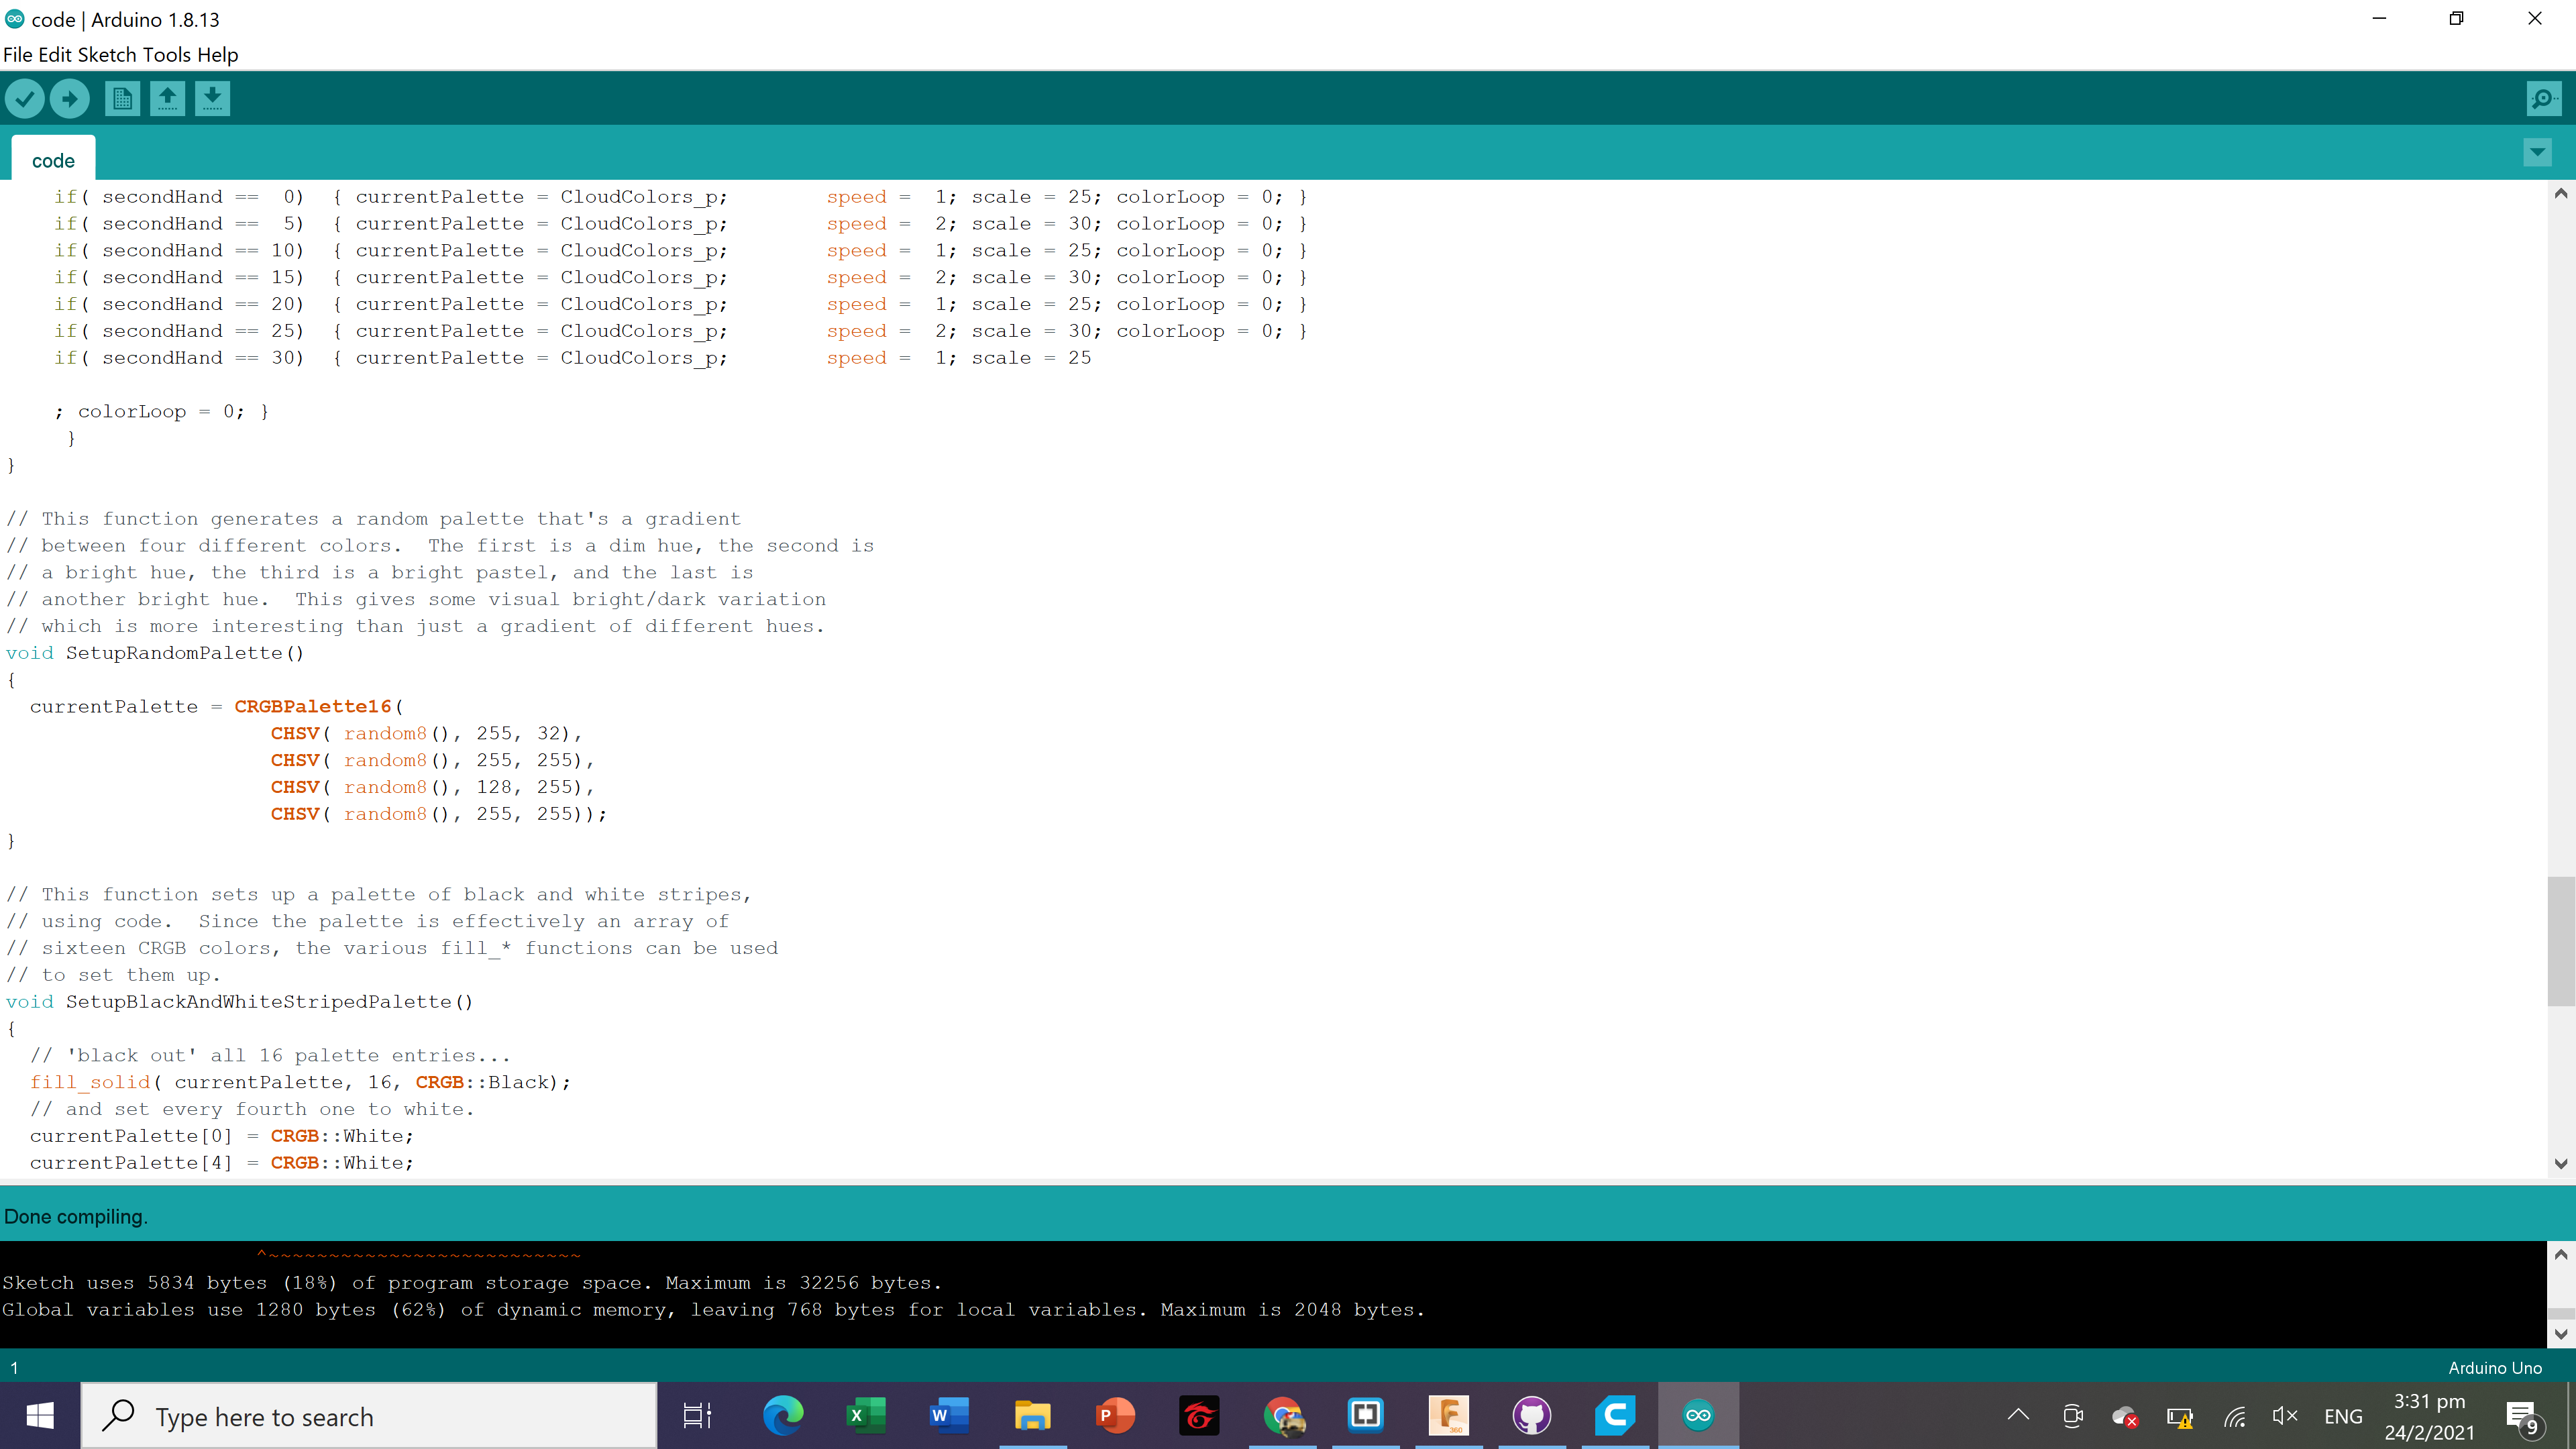 code | Arduino 1.8.13
File Edit Sketch Tools Help
code
if( secondHand ==  0)  { currentPalette = CloudColors_p;        speed =  1; scale = 25; colorLoop = 0; }
if( secondHand ==  5)  { currentPalette = CloudColors_p;        speed =  2; scale = 30; colorLoop = 0; }
if( secondHand == 10)  { currentPalette = CloudColors_p;        speed =  1; scale = 25; colorLoop = 0; }
if( secondHand == 15)  { currentPalette = CloudColors_p;        speed =  2; scale = 30; colorLoop = 0; }
if( secondHand == 20)  { currentPalette = CloudColors_p;        speed =  1; scale = 25; colorLoop = 0; }
if( secondHand == 25)  { currentPalette = CloudColors_p;        speed =  2; scale = 30; colorLoop = 0; }
if( secondHand == 30)  { currentPalette = CloudColors_p;        speed =  1; scale = 25
; colorLoop = 0; }
}
}
// This function generates a random palette that's a gradient
// between four different colors.  The first is a dim hue, the second is
// a bright hue, the third is a bright pastel, and the last is
// another bright hue.  This gives some visual bright/dark variation
// which is more interesting than just a gradient of different hues.
void SetupRandomPalette()
{
currentPalette = CRGBPalette16(
CHSV( random8(), 255, 32),
CHSV( random8(), 255, 255),
CHSV( random8(), 128, 255),
CHSV( random8(), 255, 255));
}
// This function sets up a palette of black and white stripes,
// using code.  Since the palette is effectively an array of
// sixteen CRGB colors, the various fill_* functions can be used
// to set them up.
void SetupBlackAndWhiteStripedPalette()
{
// 'black out' all 16 palette entries...
fill_solid( currentPalette, 16, CRGB::Black);
// and set every fourth one to white.
currentPalette[0] = CRGB::White;
currentPalette[4] = CRGB::White;
Done compiling.
^~~~~~~~~~~~~~~~~~~~~~~~~~~
Sketch uses 5834 bytes (18%) of program storage space. Maximum is 32256 bytes.
Global variables use 1280 bytes (62%) of dynamic memory, leaving 768 bytes for local variables. Maximum is 2048 bytes.
1
Arduino Uno
Type here to search
X
W
P
F
360
ENG
3:31 pm
24/2/2021
9